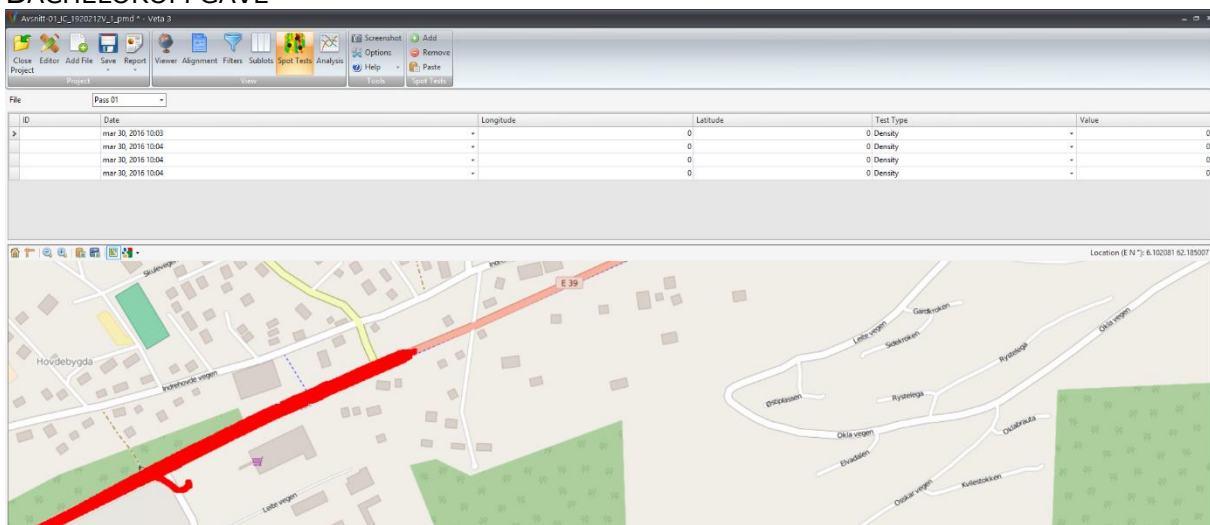 BACHELOROPPGAVE
Avsnitt-01_IC_1920212V_1_pmd * - Veta 3
Close Project
Editor
Add File
Save
Report
Viewer
Alignment
Filters
Sublots
Spot Tests
Analysis
Screenshot
Options
Help
Add
Remove
Paste
Project
View
Tools
Spot Tests
File Pass 01
ID Date Longitude Latitude Test Type Value
mar 30, 2016 10:03 0 0 Density 0
mar 30, 2016 10:04 0 0 Density 0
mar 30, 2016 10:04 0 0 Density 0
mar 30, 2016 10:04 0 0 Density 0
Location (E N °): 6.102081 62.185007
Skulevegen
E 39
Gardkroken
Leite vegen
Sidekroken
Okla vegen
Rystelega
Hovdebygda
Indrehovde vegen
Rystelega
Okla vegen
Oklabrauta
Elvadalen
Kvilestokken
Osskar vegen
Leite vegen